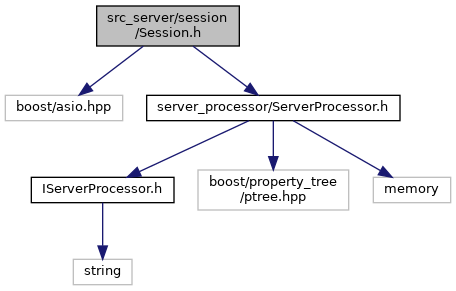 src_server/session
/Session.h
boost/asio.hpp
server_processor/ServerProcessor.h
IServerProcessor.h
boost/property_tree
/ptree.hpp
memory
string